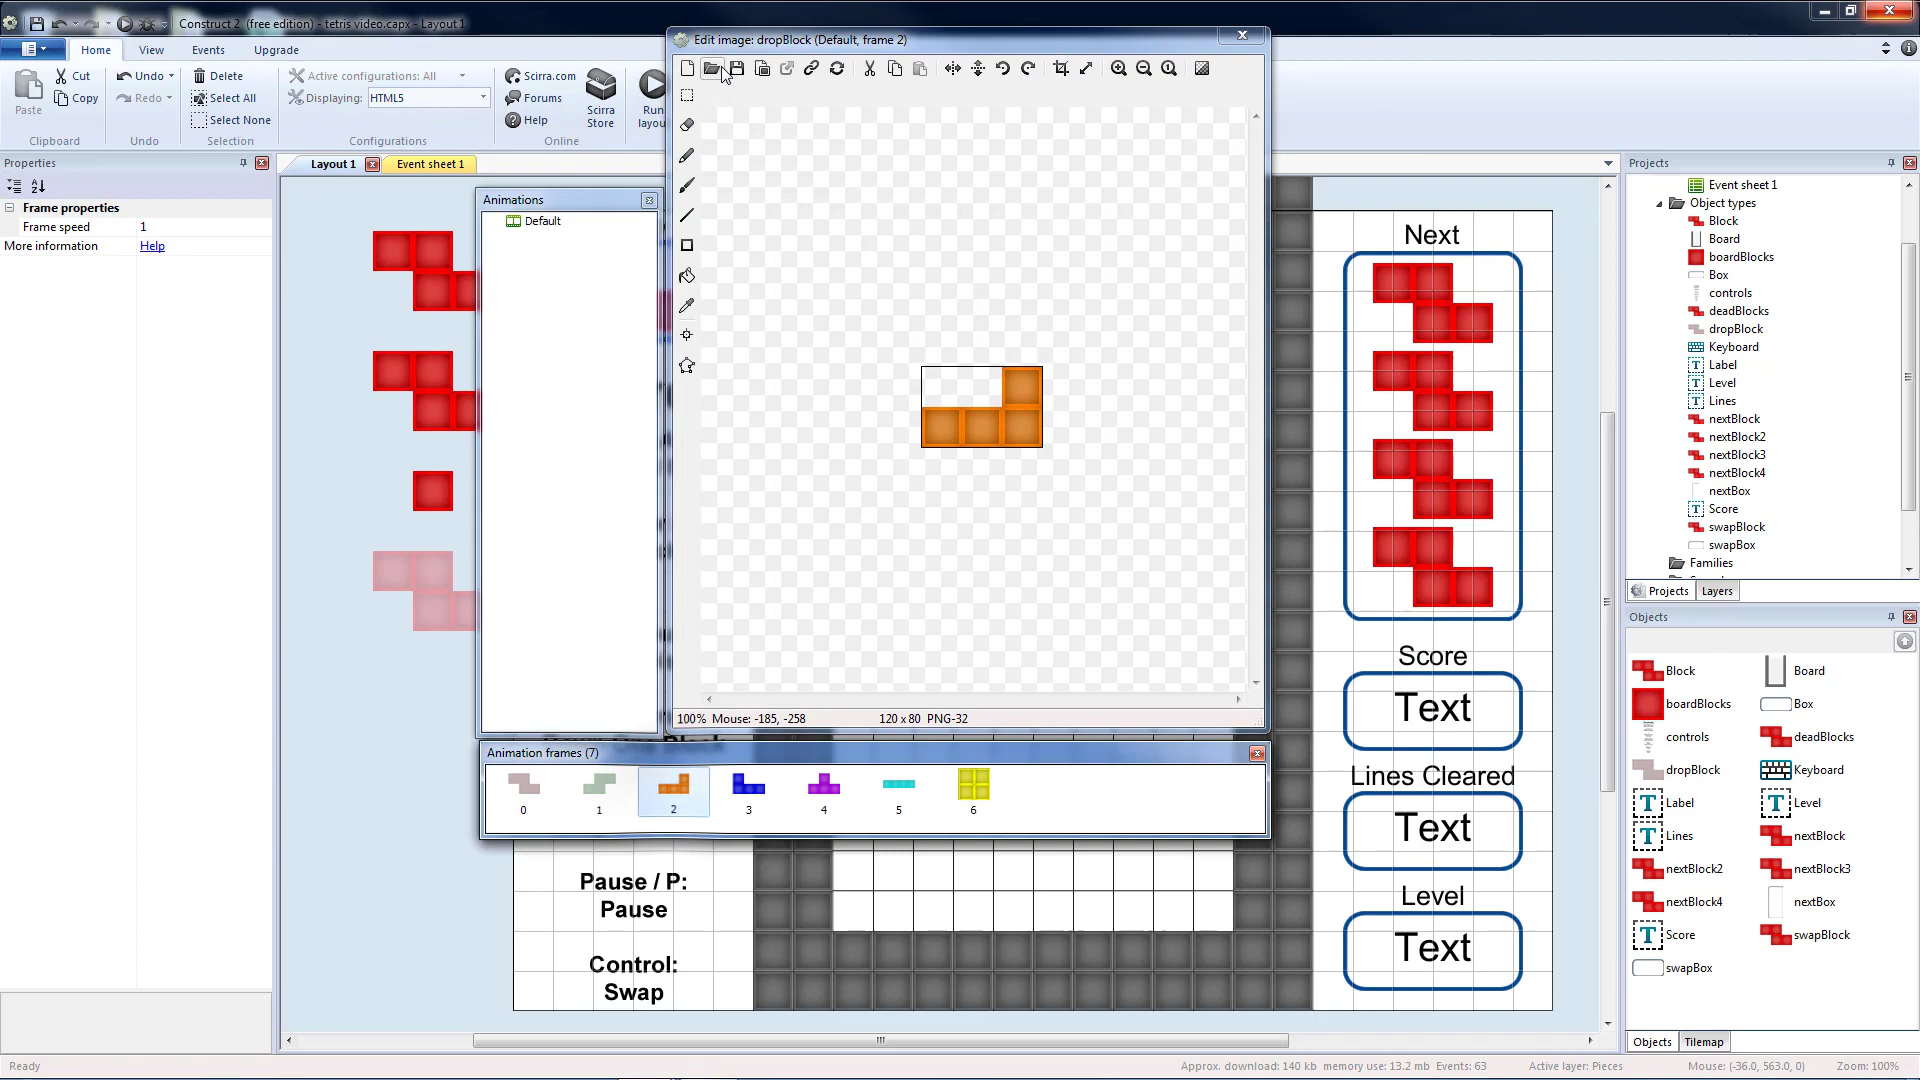 Construct 2 (free edition) - tetris video.capx - Layout 1
Home
View
Events
Upgrade
Paste
Cut
Copy
Clipboard
Undo
Redo
Undo
Delete
Select All
Select None
Selection
Active configurations: All
Displaying: HTML5
Configurations
Scirra.com
Forums
Help
Online
Scirra
Store
Run
layou
Properties
Frame properties
Frame speed 1
More information Help
Layout 1
Event sheet 1
Animations
Default
Edit image: dropBlock (Default, frame 2)
100% Mouse: -185, -258 120 x 80 PNG-32
Animation frames (7)
0 1 2 3 4 5 6
Pause / P:
Pause
Control:
Swap
Next
Score
Text
Lines Cleared
Text
Level
Text
Projects
Event sheet 1
Object types
Block
Board
boardBlocks
Box
controls
deadBlocks
dropBlock
Keyboard
Label
Level
Lines
nextBlock
nextBlock2
nextBlock3
nextBlock4
nextBox
Score
swapBlock
swapBox
Families
Projects Layers
Objects
Block Board
boardBlocks Box
controls deadBlocks
dropBlock Keyboard
Label Level
Lines nextBlock
nextBlock2 nextBlock3
nextBlock4 nextBox
Score swapBlock
swapBox
Objects Tilemap
Ready
Approx. download: 140 kb memory use: 13.2 mb Events: 63 Active layer: Pieces Mouse: (-36.0, 563.0, 0) Zoom: 100%